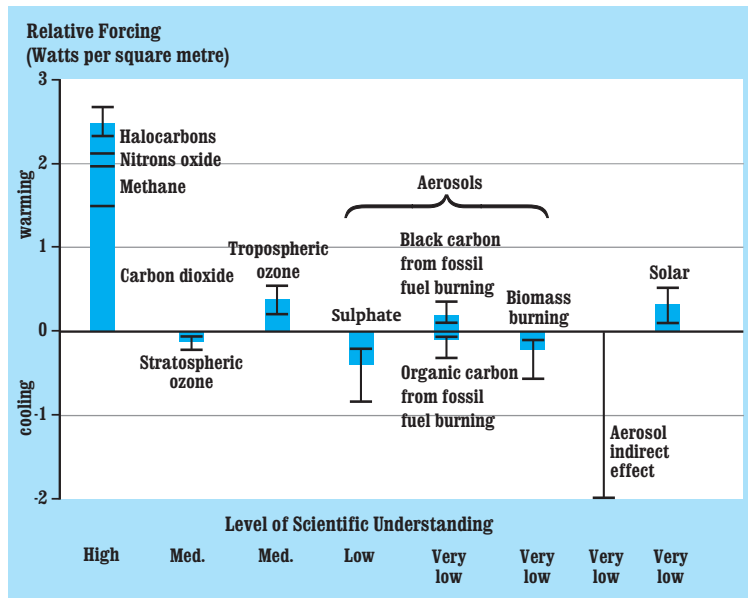 Relative Forcing
(Watts per square metre)
3
2
1
0
-1
-2
warming
cooling
Halocarbons
Nitrons oxide
Methane
Carbon dioxide
Stratospheric
ozone
Tropospheric
ozone
Aerosols
Sulphate
Black carbon
from fossil
fuel burning
Organic carbon
from fossil
fuel burning
Biomass
burning
Aerosol
indirect
effect
Solar
Level of Scientific Understanding
High
Med.
Med.
Low
Very
low
Very
low
Very
low
Very
low